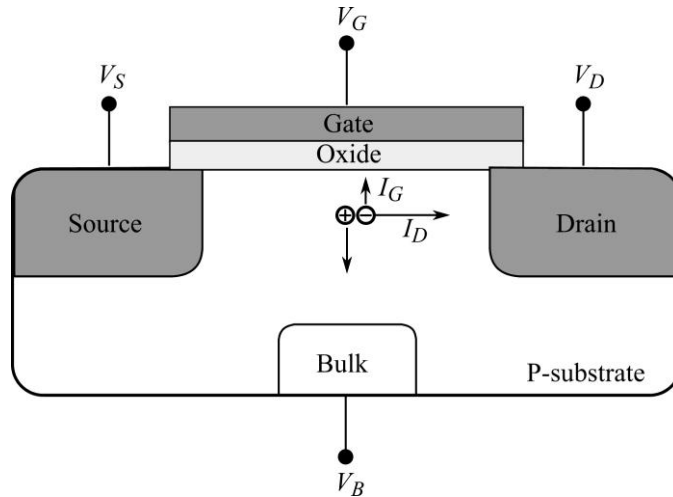 V_G
V_S
V_D
Gate
Oxide
I_G
Source
+ −
I_D
Drain
Bulk
P-substrate
V_B